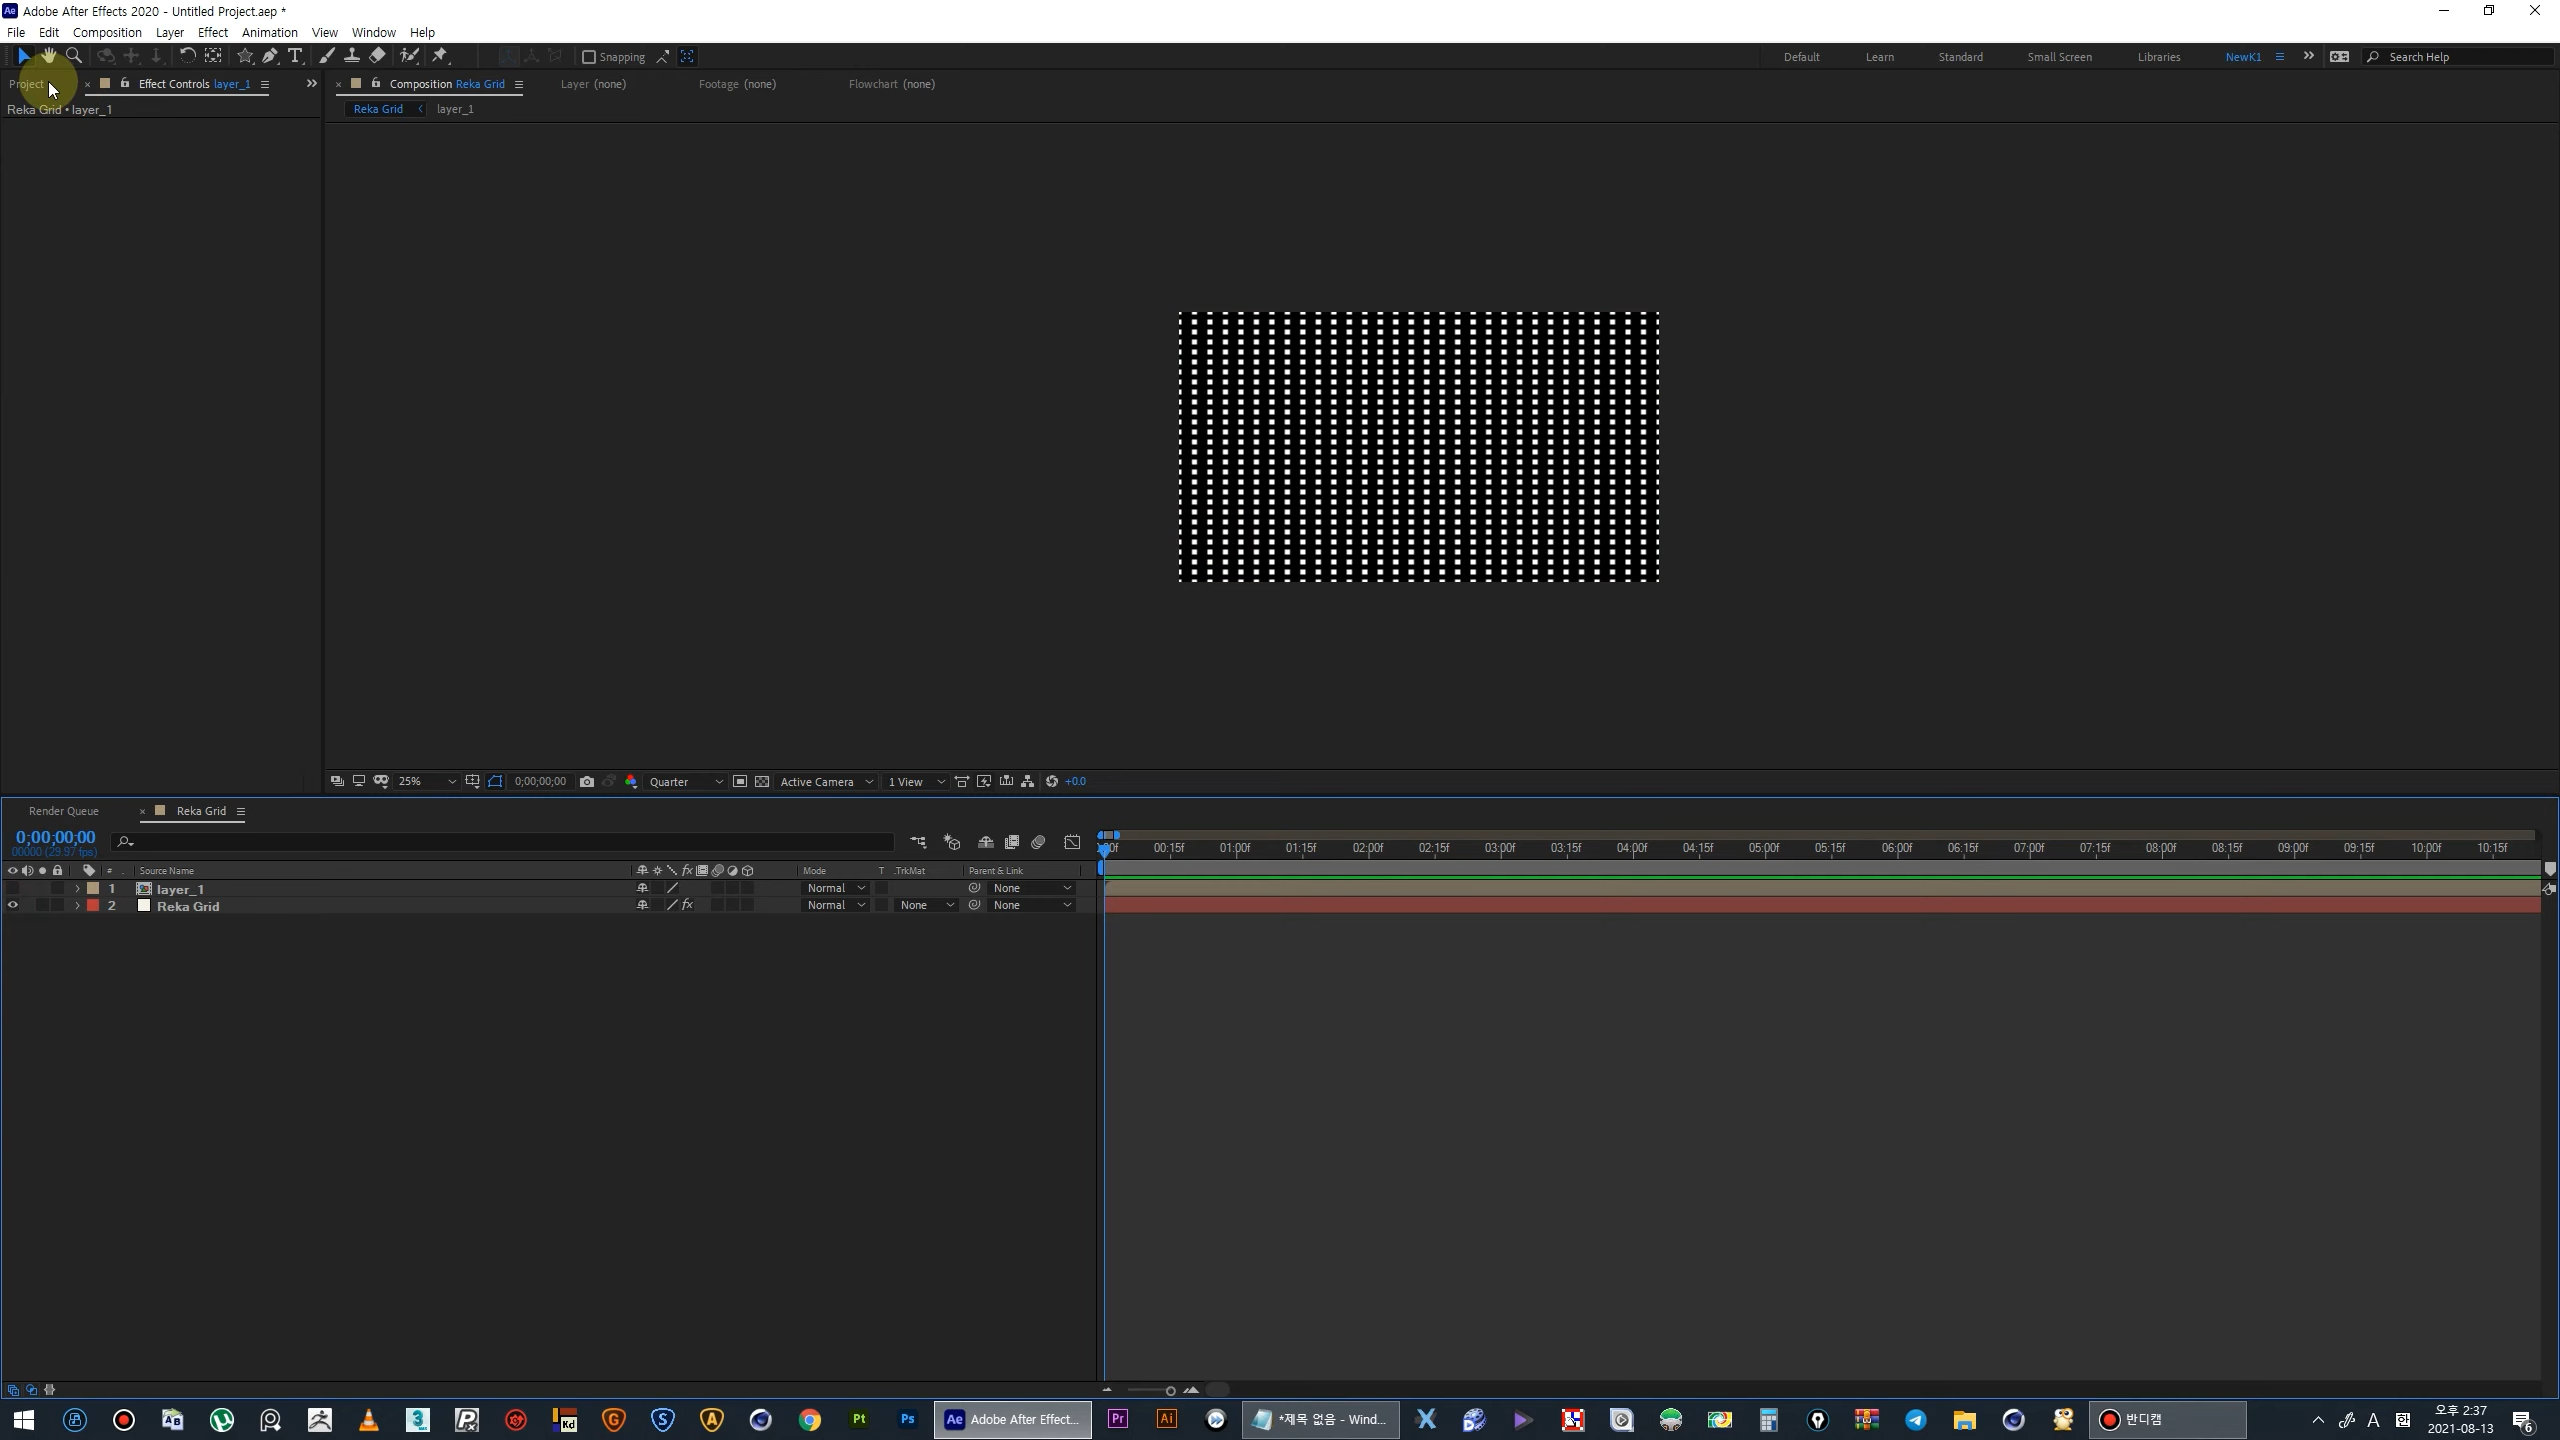 Adobe After Effects 2020 - Untitled Project.aep *
File Edit Composition Layer Effect Animation View Window Help
Snapping Default Learn Standard Small Screen NewK1 Libraries Search Help
Project Effect Controls layer_1 Composition Reka Grid Layer (none) Footage (none) Flowchart (none)
Reka Grid • layer_1 Reka Grid layer_1
25% 0;00;00;00 Quarter Active Camera 1 View +0.0
Render Queue Reka Grid
0;00;00;00
00000 (29.97 fps)
00:15f 01:00f 01:15f 02:00f 02:15f 03:00f 03:15f 04:00f 04:15f 05:00f 05:15f 06:00f 06:15f 07:00f 07:15f 08:00f 08:15f 09:00f 09:15f 10:00f 10:15f
# Source Name Mode T .TrkMat Parent & Link
1 layer_1 Normal None
2 Reka Grid Normal None None
Adobe After Effect... *제목 없음 - Wind... 반디캠 A 한 오후 2:37
2021-08-13 6